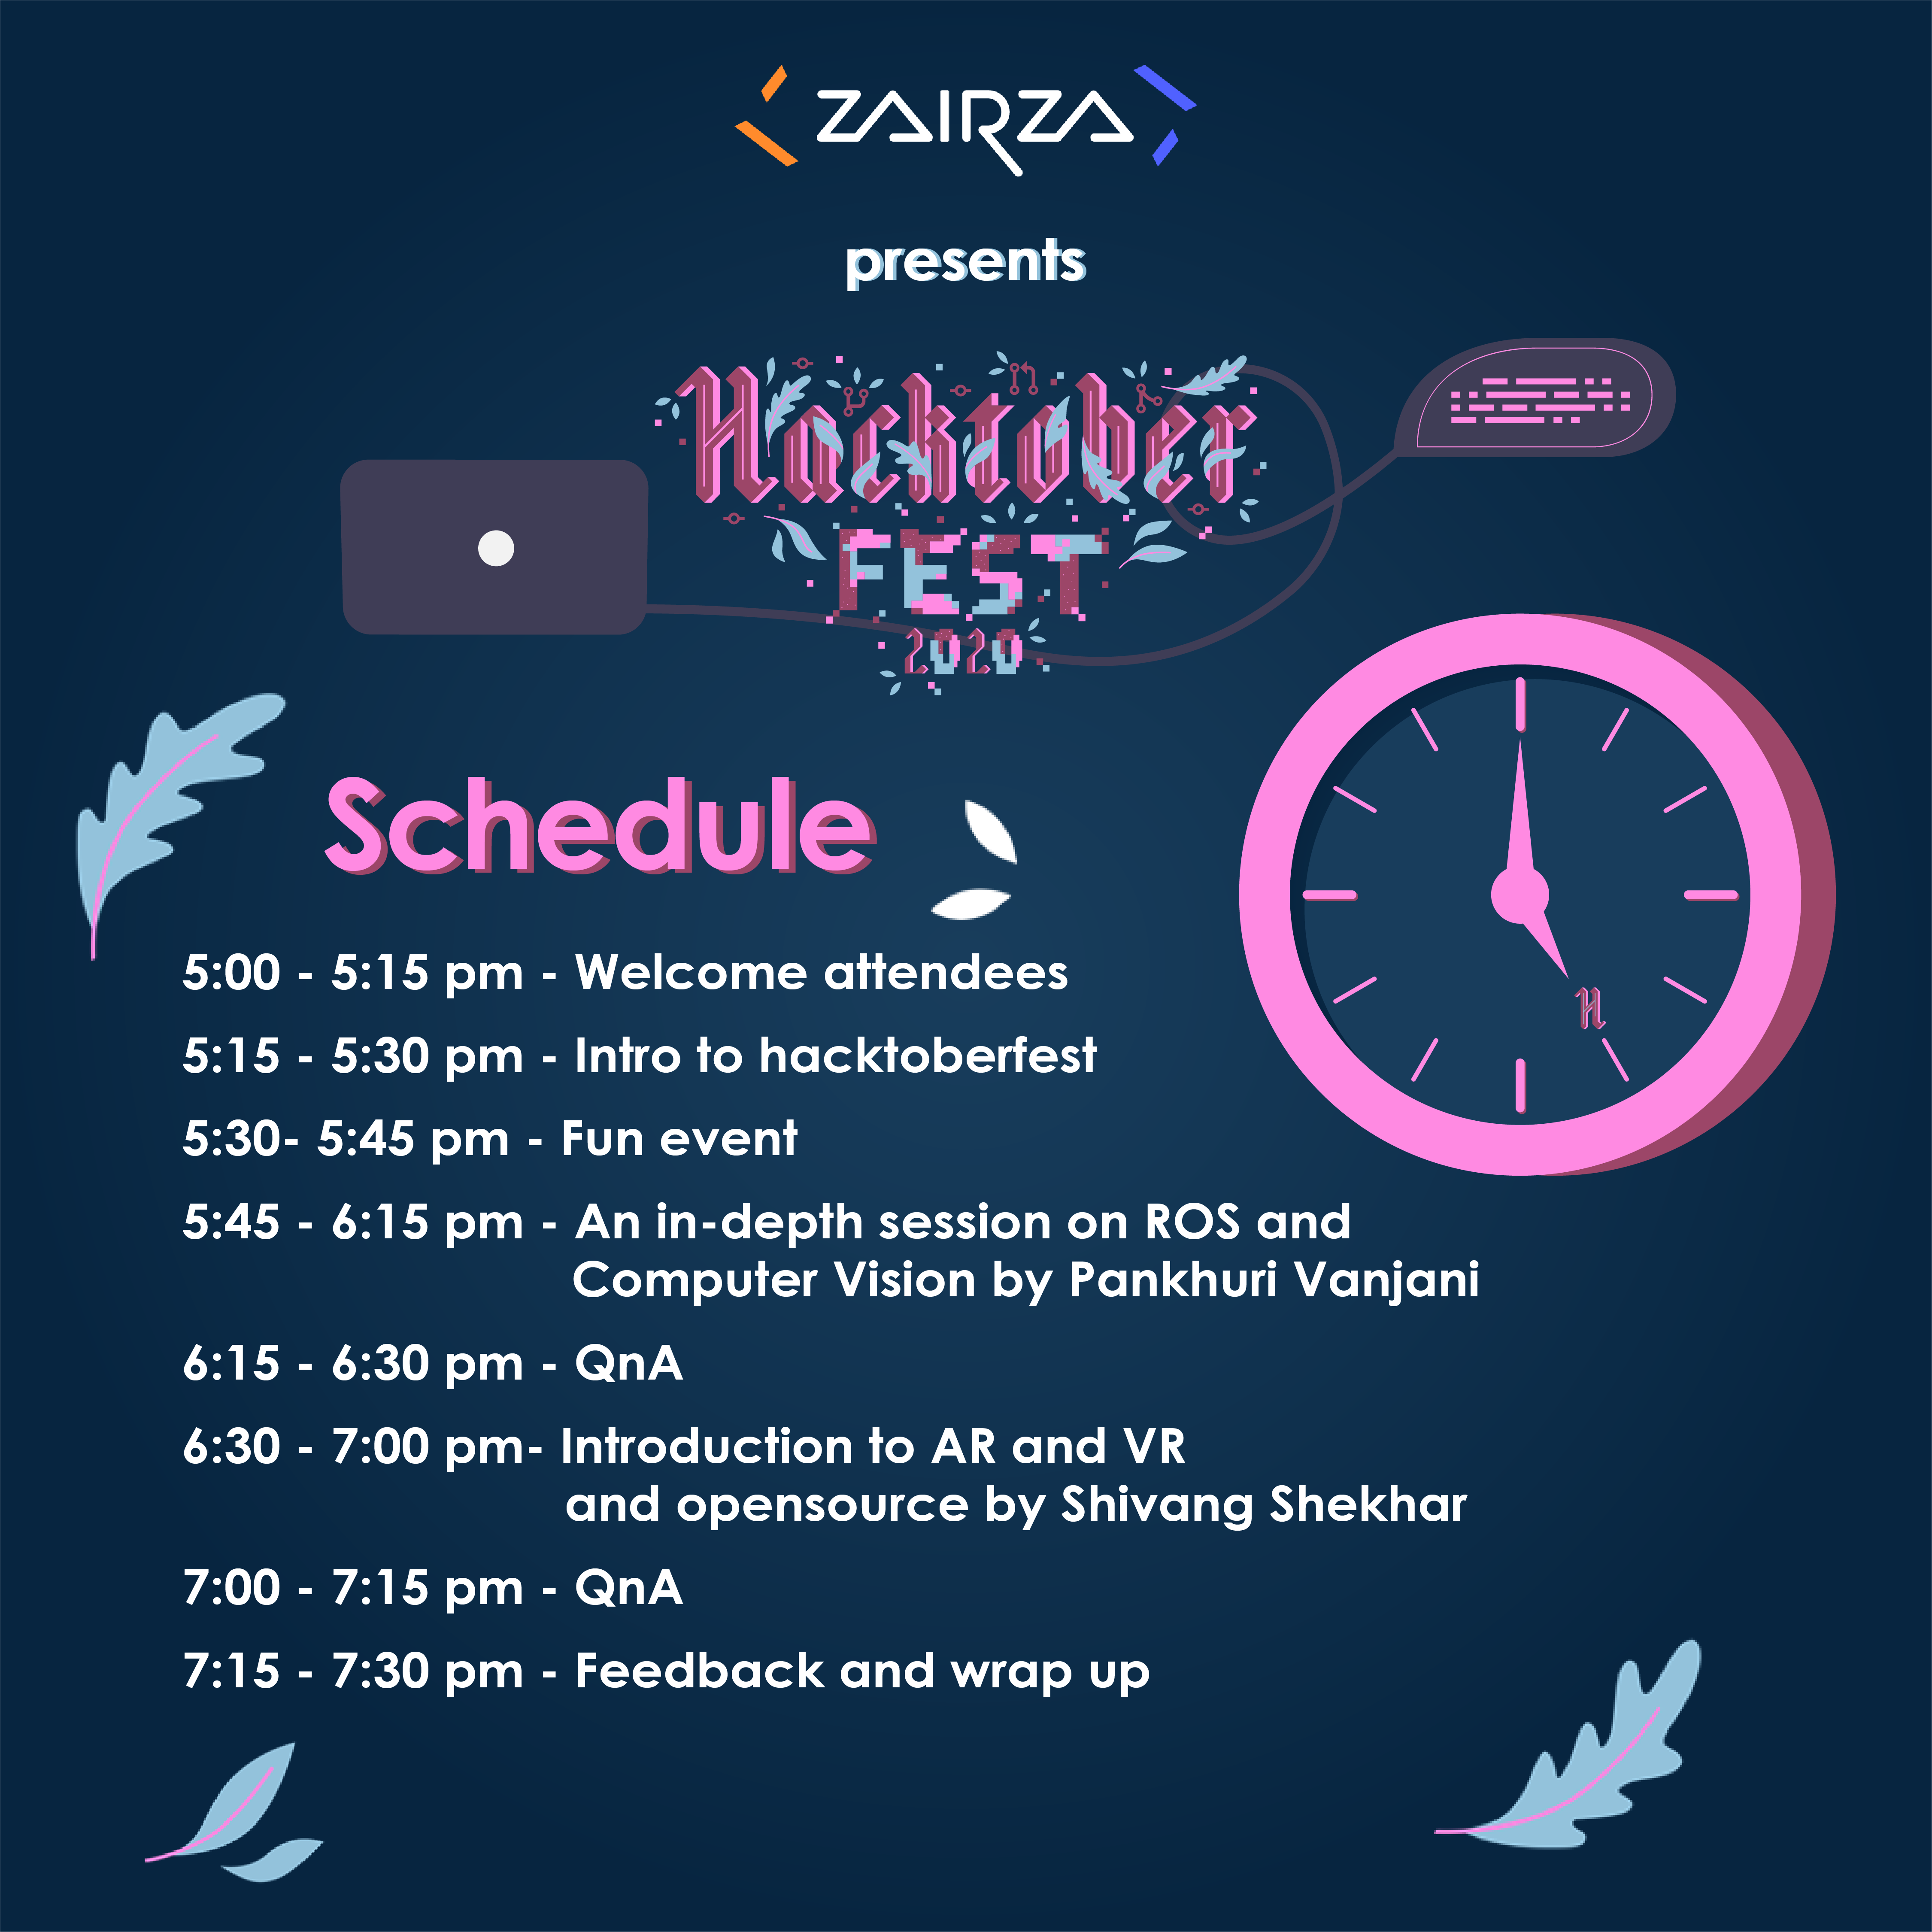 ZAIRZA
presents
Hacktober
FEST
2020
Schedule
5:00 - 5:15 pm - Welcome attendees
5:15 - 5:30 pm - Intro to hacktoberfest
5:30- 5:45 pm - Fun event
5:45 - 6:15 pm - An in-depth session on ROS and
Computer Vision by Pankhuri Vanjani
6:15 - 6:30 pm - QnA
6:30 - 7:00 pm- Introduction to AR and VR
and opensource by Shivang Shekhar
7:00 - 7:15 pm - QnA
7:15 - 7:30 pm - Feedback and wrap up
H